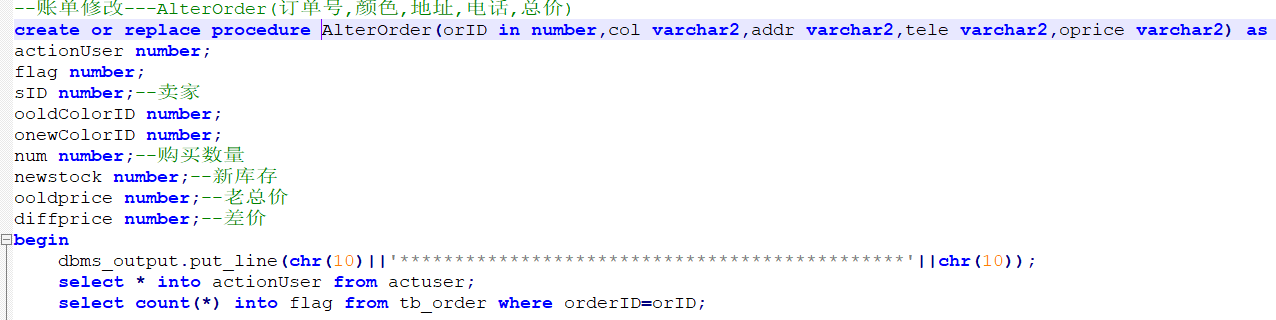 --账单修改---AlterOrder(订单号,颜色,地址,电话,总价)
create or replace procedure AlterOrder(orID in number,col varchar2,addr varchar2,tele varchar2,oprice varchar2) as
actionUser number;
flag number;
sID number;--卖家
ooldColorID number;
onewColorID number;
num number;--购买数量
newstock number;--新库存
ooldprice number;--老总价
diffprice number;--差价
begin
    dbms_output.put_line(chr(10)||'**********************************************'||chr(10));
    select * into actionUser from actuser;
    select count(*) into flag from tb_order where orderID=orID;